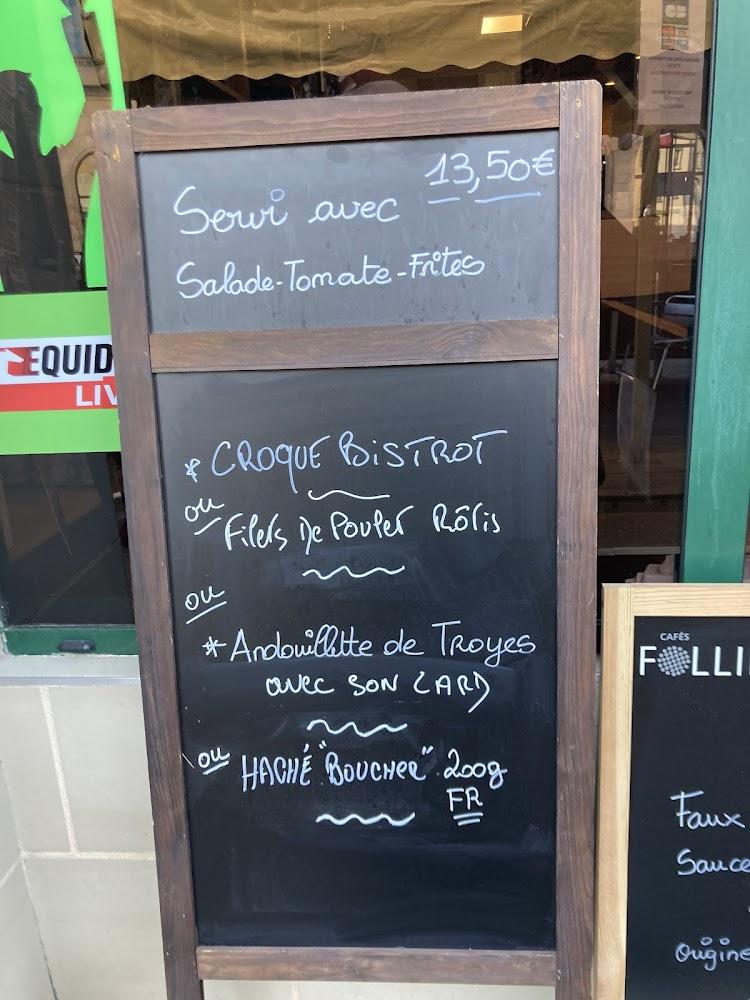 13,50€
Servi avec
Salade-Tomate-Frites
* CROQUE BiSTROT
ou
Filets De Poulet Rôtis
ou
* Andouillette de Troyes
avec SON LARD
ou HACHÉ "BOUCHER" 200g
FR
EQUID
LIV
CAFÉS
FOLLI
Faux
Sauce
Origine